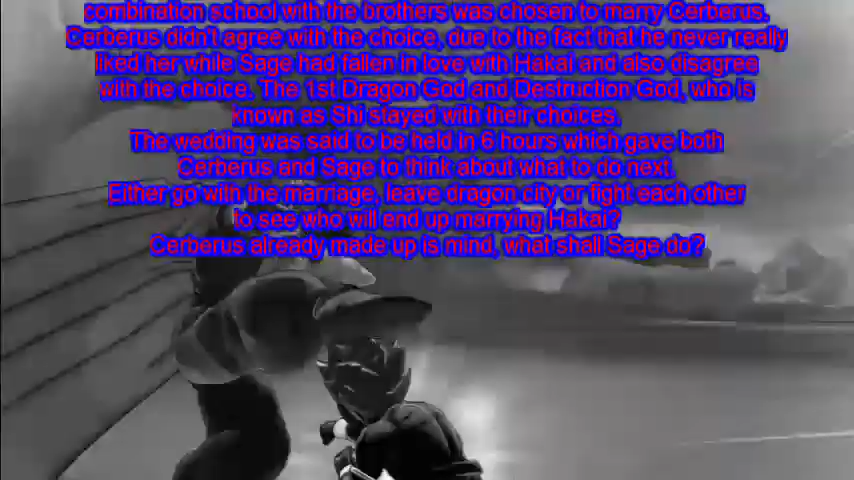 combination school with the brothers was chosen to marry Cerberus.
Cerberus didn't agree with the choice, due to the fact that he never really
liked her while Sage had fallen in love with Hakai and also disagree
with the choice. The 1st Dragon God and Destruction God, who is
known as Shi stayed with their choices.
The wedding was said to be held in 6 hours which gave both
Cerberus and Sage to think about what to do next.
Either go with the marriage, leave dragon city or fight each other
to see who will end up marrying Hakai?
Cerberus already made up is mind, what shall Sage do?